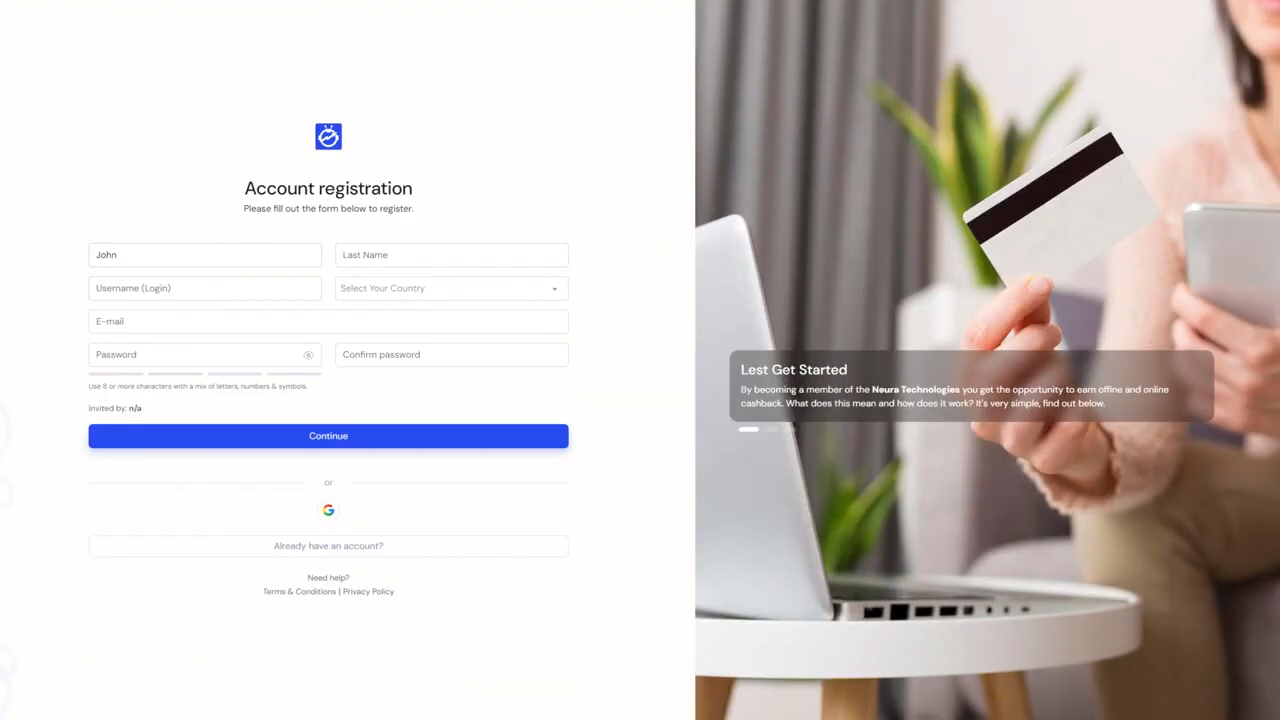 Account registration
Please fill out the form below to register.
John
Last Name
Username (Login)
Select Your Country
E-mail
Password
Confirm password
Use 8 or more characters with a mix of letters, numbers & symbols.
Invited by: n/a
Continue
or
Already have an account?
Need help?
Terms & Conditions | Privacy Policy
Lest Get Started
By becoming a member of the Neura Technologies you get the opportunity to earn offine and online
cashback. What does this mean and how does it work? It's very simple, find out below.